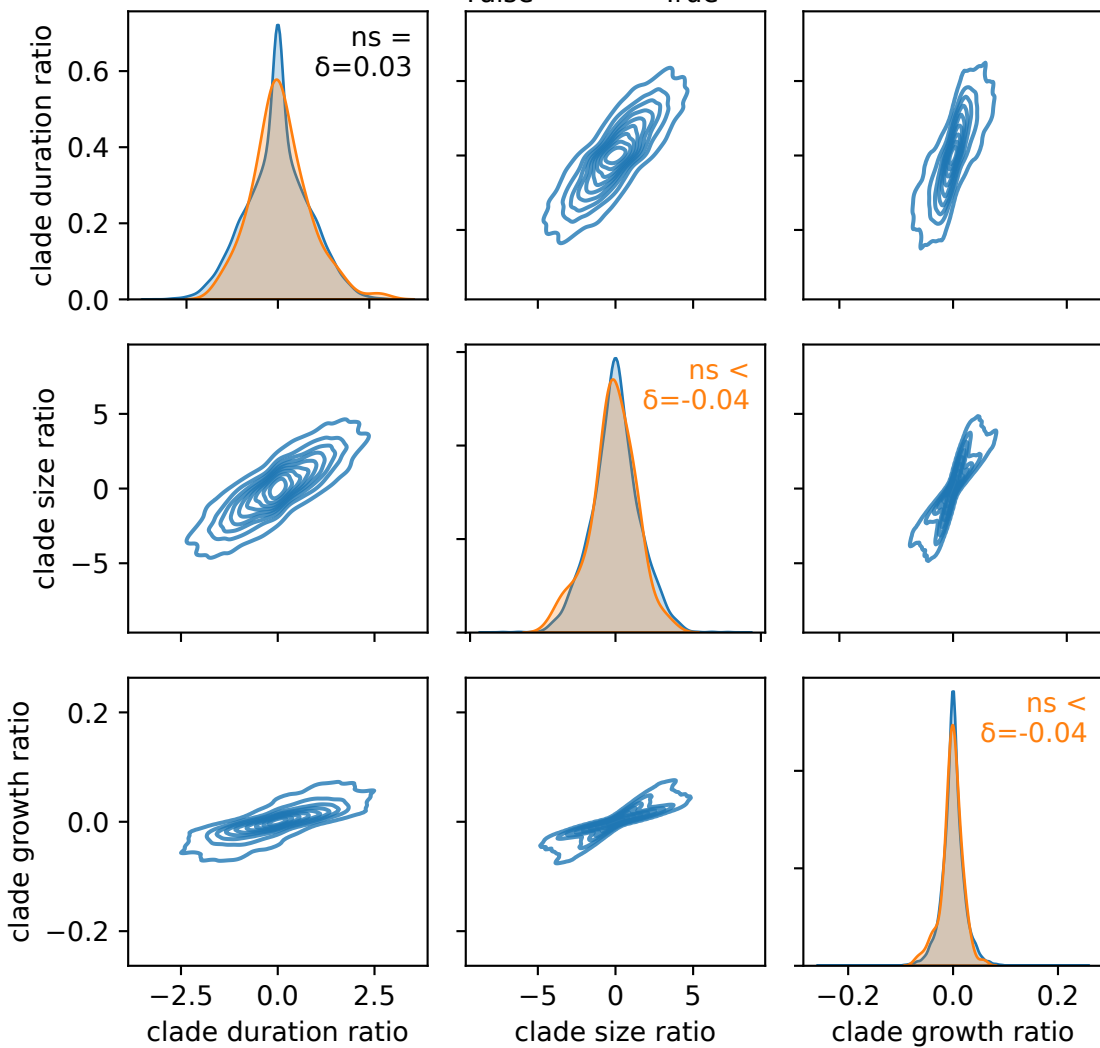 clade duration ratio
0.6
0.4
0.2
0.0
ns =
δ=0.03
clade size ratio
5
0
−5
ns <
δ=-0.04
clade growth ratio
0.2
0.0
−0.2
ns <
δ=-0.04
−2.5 0.0 2.5
clade duration ratio
−5 0 5
clade size ratio
−0.2 0.0 0.2
clade growth ratio